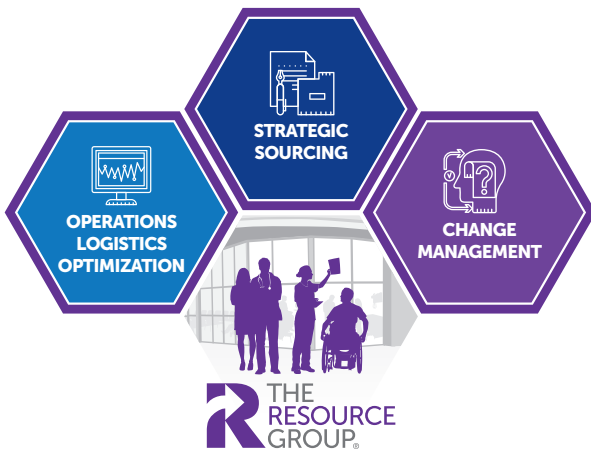 STRATEGIC
SOURCING
OPERATIONS
LOGISTICS
OPTIMIZATION
CHANGE
MANAGEMENT
THE
RESOURCE
GROUP®